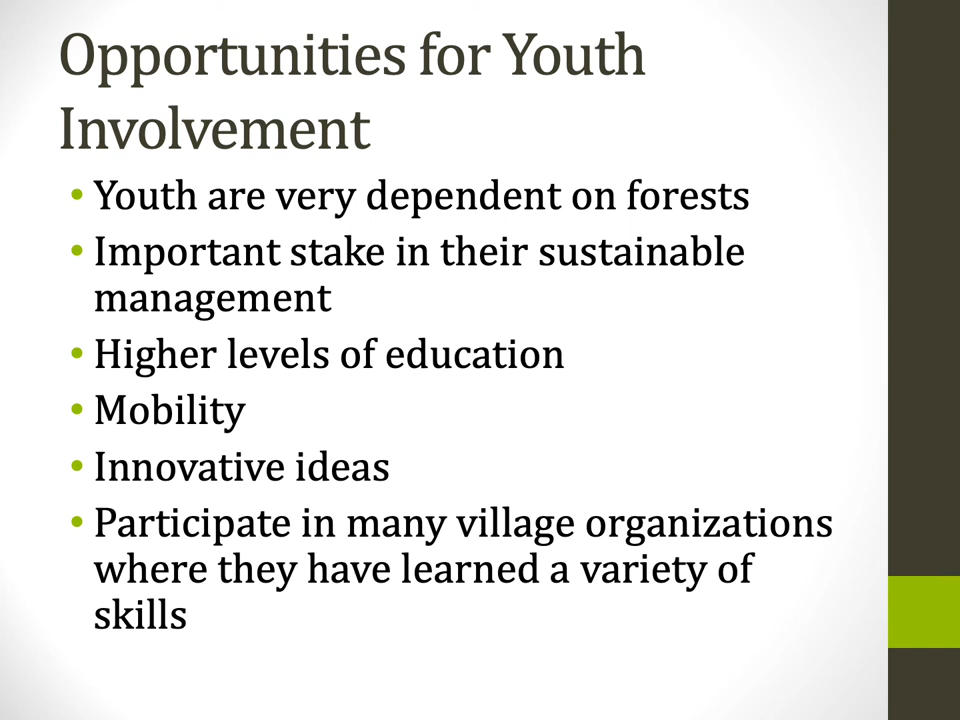 Opportunities for Youth
Involvement
• Youth are very dependent on forests
• Important stake in their sustainable
management
• Higher levels of education
• Mobility
• Innovative ideas
• Participate in many village organizations
where they have learned a variety of
skills